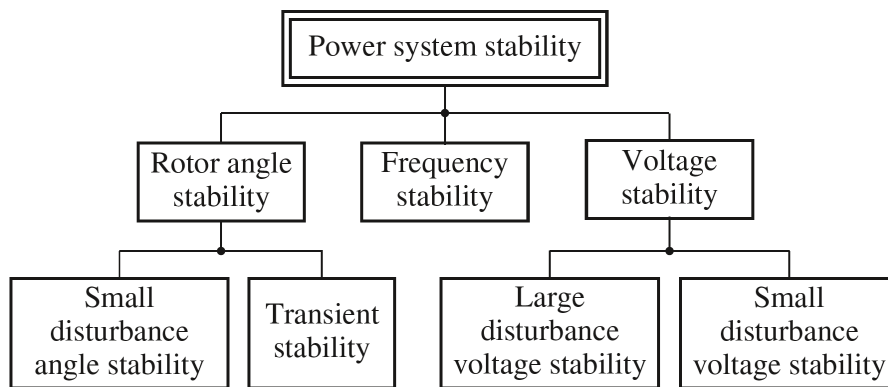 Power system stability
Rotor angle
stability
Frequency
stability
Voltage
stability
Small
disturbance
angle stability
Transient
stability
Large
disturbance
voltage stability
Small
disturbance
voltage stability